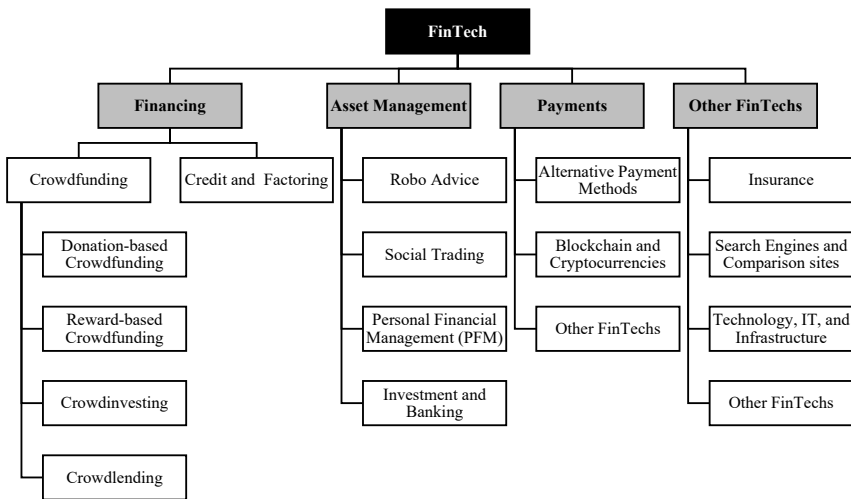 FinTech
Financing
Asset Management
Payments
Other FinTechs
Crowdfunding
Credit and Factoring
Robo Advice
Alternative Payment
Methods
Insurance
Donation-based
Crowdfunding
Social Trading
Blockchain and
Cryptocurrencies
Search Engines and
Comparison sites
Reward-based
Crowdfunding
Personal Financial
Management (PFM)
Other FinTechs
Technology, IT, and
Infrastructure
Crowdinvesting
Investment and
Banking
Other FinTechs
Crowdlending